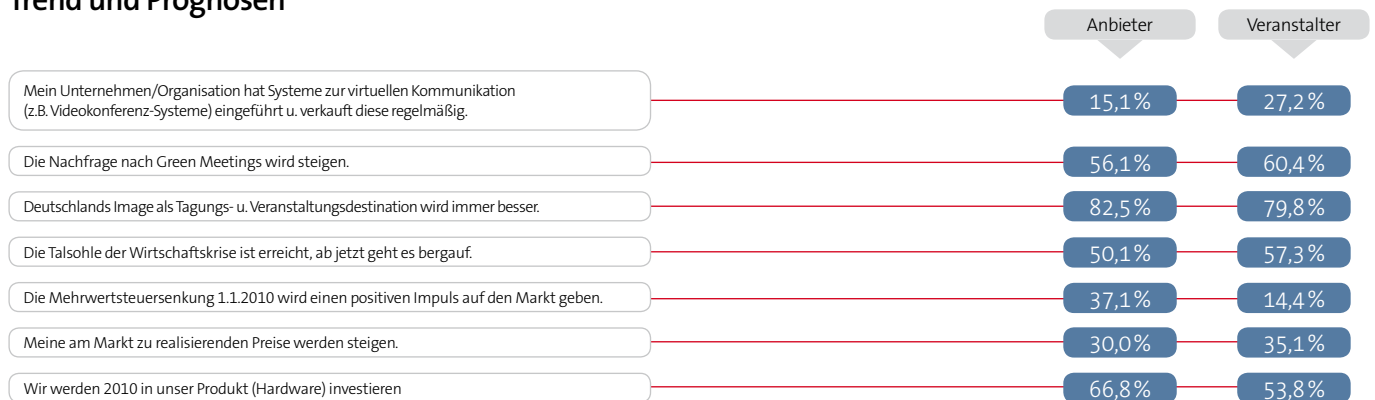 Trend und Prognosen
Anbieter Veranstalter
Mein Unternehmen/Organisation hat Systeme zur virtuellen Kommunikation
(z.B. Videokonferenz-Systeme) eingeführt u. verkauft diese regelmäßig.
15,1% 27,2%
Die Nachfrage nach Green Meetings wird steigen. 56,1% 60,4%
Deutschlands Image als Tagungs- u. Veranstaltungsdestination wird immer besser. 82,5% 79,8%
Die Talsohle der Wirtschaftskrise ist erreicht, ab jetzt geht es bergauf. 50,1% 57,3%
Die Mehrwertsteuersenkung 1.1.2010 wird einen positiven Impuls auf den Markt geben. 37,1% 14,4%
Meine am Markt zu realisierenden Preise werden steigen. 30,0% 35,1%
Wir werden 2010 in unser Produkt (Hardware) investieren 66,8% 53,8%